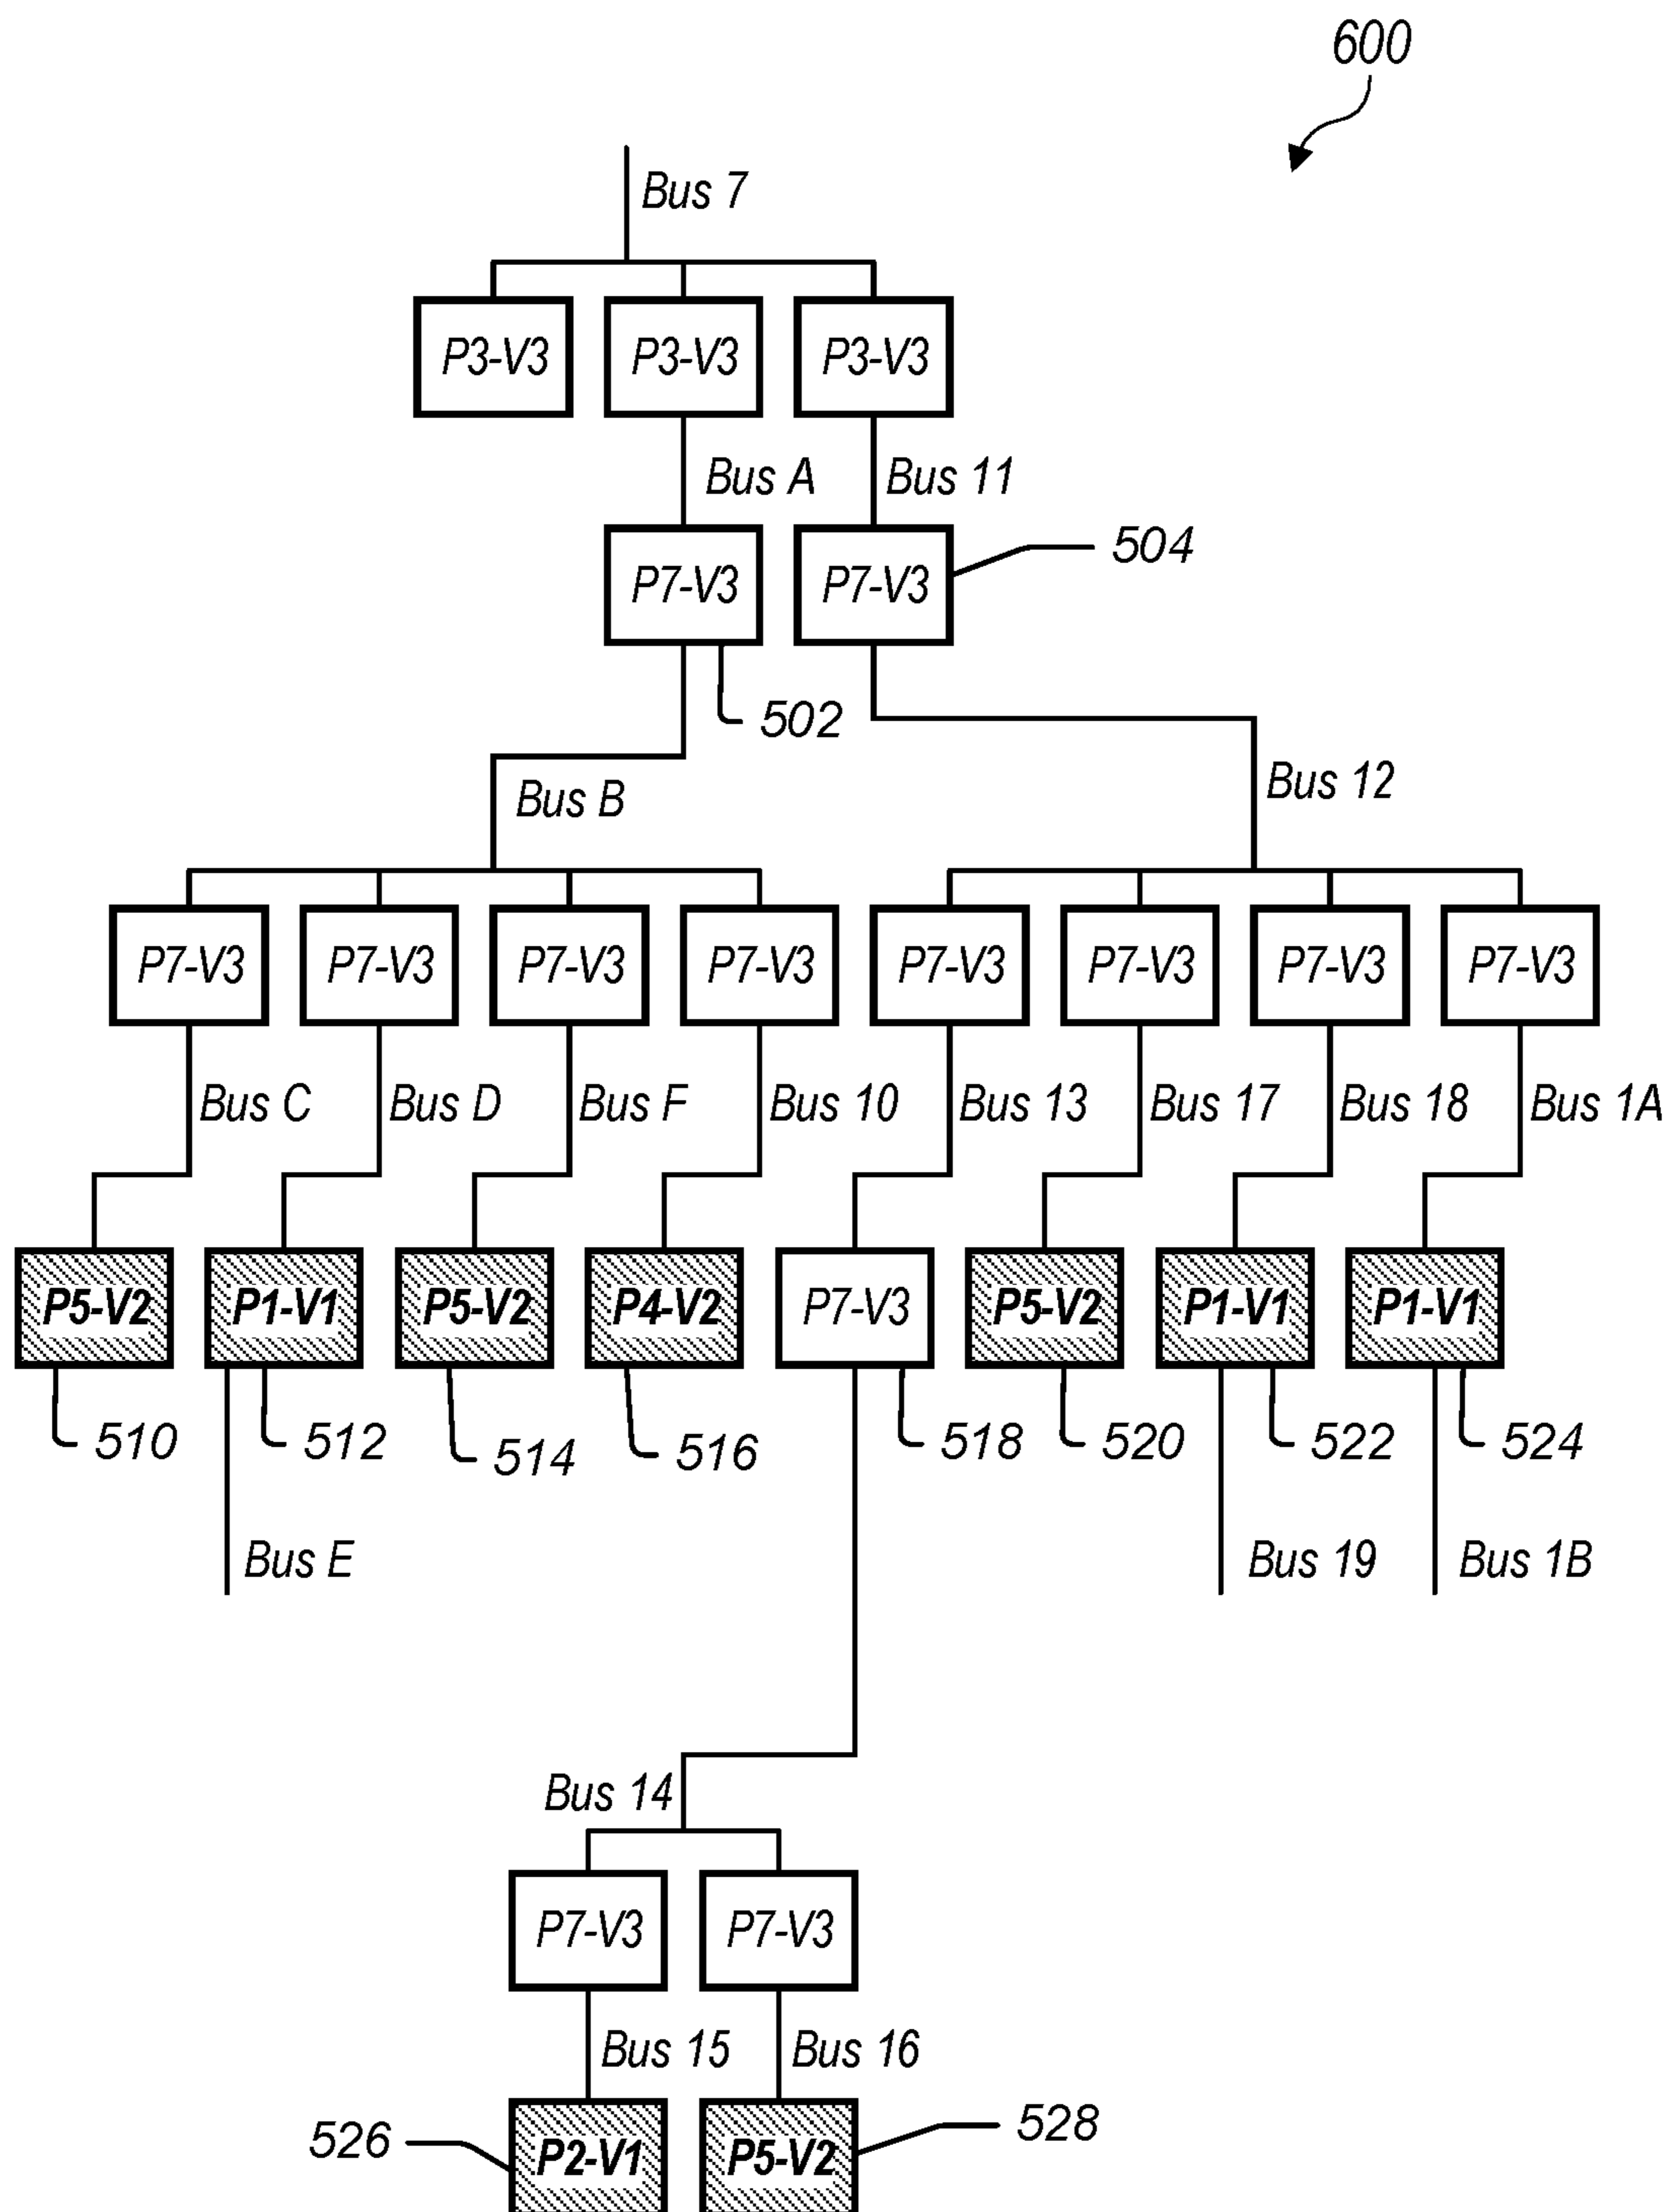 600
Bus 7
P3-V3 P3-V3 P3-V3
Bus A Bus 11
504
P7-V3 P7-V3
502
Bus B Bus 12
P7-V3 P7-V3 P7-V3 P7-V3 P7-V3 P7-V3 P7-V3 P7-V3
Bus C Bus D Bus F Bus 10 Bus 13 Bus 17 Bus 18 Bus 1A
P5-V2 P1-V1 P5-V2 P4-V2 P7-V3 P5-V2 P1-V1 P1-V1
510 512 514 516 518 520 522 524
Bus E Bus 19 Bus 1B
Bus 14
P7-V3 P7-V3
Bus 15 Bus 16
526 P2-V1 P5-V2 528